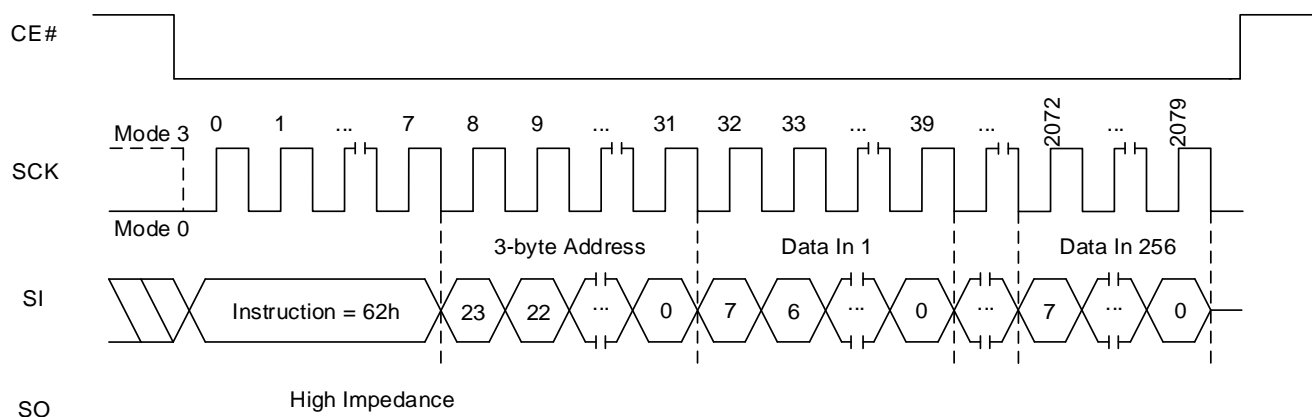 CE#
Mode 3
0 1 ... 7 8 9 ... 31 32 33 ... 39 ... 2072 ... 2079
SCK
Mode 0
3-byte Address Data In 1 Data In 256
SI
Instruction = 62h 23 22 ... 0 7 6 ... 0 ... 7 ... 0
High Impedance
SO